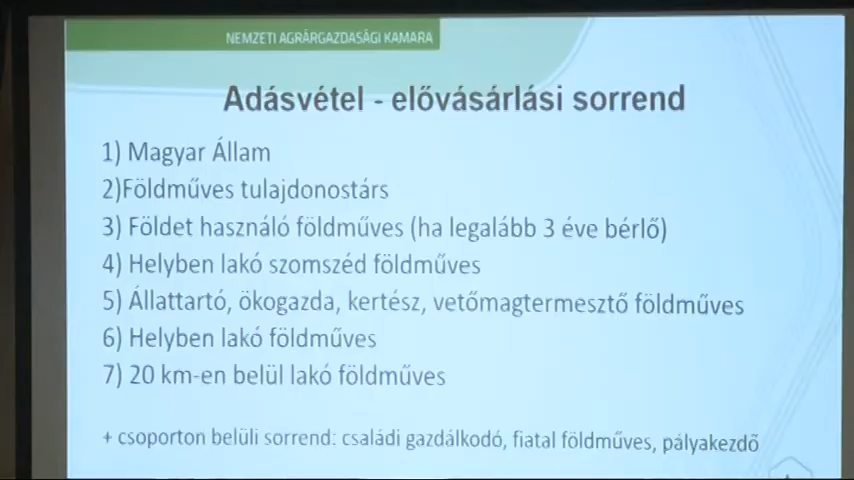 NEMZETI AGRÁRGAZDASÁGI KAMARA
Adásvétel - elővásárlási sorrend
1) Magyar Állam
2)Földműves tulajdonostárs
3) Földet használó földműves (ha legalább 3 éve bérlő)
4) Helyben lakó szomszéd földműves
5) Állattartó, ökogazda, kertész, vetőmagtermesztő földműves
6) Helyben lakó földműves
7) 20 km-en belül lakó földműves
+ csoporton belüli sorrend: családi gazdálkodó, fiatal földműves, pályakezdő